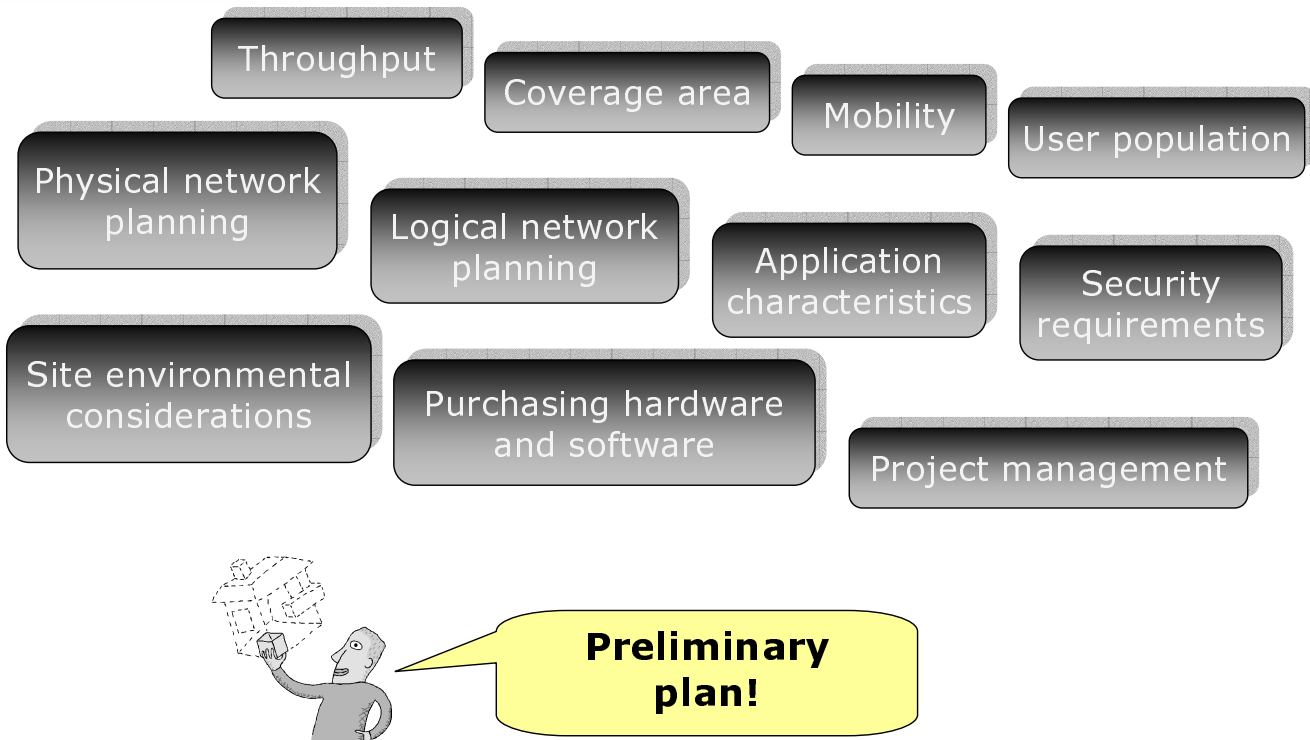 Throughput
Coverage area
Mobility
User population
Physical network
planning
Logical network
planning
Application
characteristics
Security
requirements
Site environmental
considerations
Purchasing hardware
and software
Project management
Preliminary
plan!